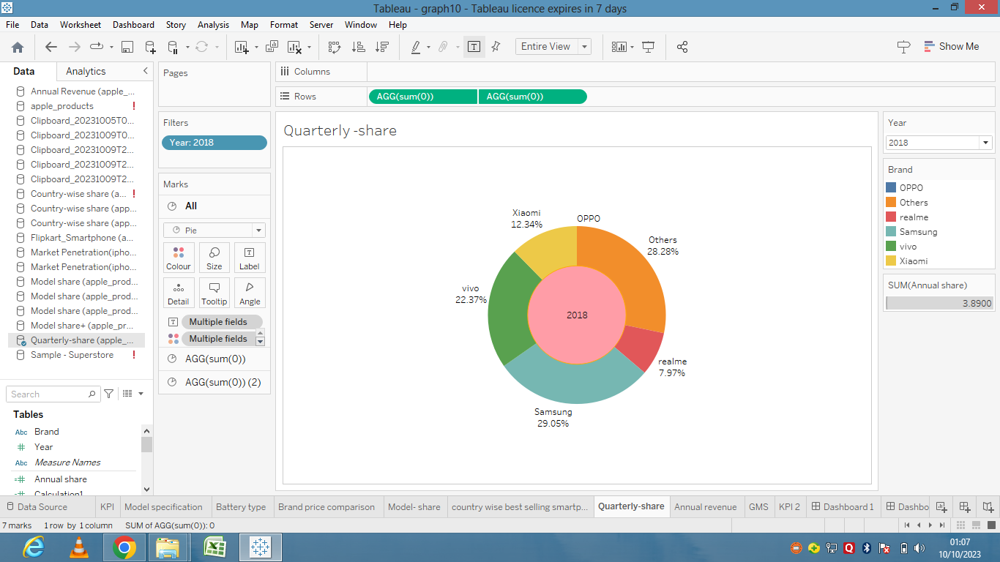 Tableau - graph10 - Tableau licence expires in 7 days
File Data Worksheet Dashboard Story Analysis Map Format Server Window Help
Entire View
Show Me
Data Analytics
Annual Revenue (apple_...
apple_products
Clipboard_20231005T0...
Clipboard_20231009T0...
Clipboard_20231009T2...
Clipboard_20231009T2...
Clipboard_20231009T2...
Country-wise share (a...
Country-wise share (app...
Country-wise share (app...
Flipkart_Smartphone (a...
Market Penetration(ipho...
Market Penetration(ipho...
Model share (apple_prod...
Model share (apple_prod...
Model share (apple_prod...
Model share+ (apple_pr...
Quarterly-share (apple_...
Sample - Superstore
Search
Tables
Abc Brand
Year
Abc Measure Names
Annual share
Calculation1
Pages
Filters
Year: 2018
Marks
All
Pie
Colour Size Label
Detail Tooltip Angle
Multiple fields
Multiple fields
AGG(sum(0))
AGG(sum(0)) (2)
Columns
Rows
AGG(sum(0)) AGG(sum(0))
Quarterly -share
Xiaomi
12.34%
OPPO
Others
28.28%
vivo
22.37%
2018
realme
7.97%
Samsung
29.05%
Year
2018
Brand
OPPO
Others
realme
Samsung
vivo
Xiaomi
SUM(Annual share)
3.8900
Data Source KPI Model specification Battery type Brand price comparison Model- share country wise best selling smartp... Quarterly-share Annual revenue GMS KPI 2 Dashboard 1 Dashbo
7 marks 1 row by 1 column SUM of AGG(sum(0)): 0
01:07
10/10/2023